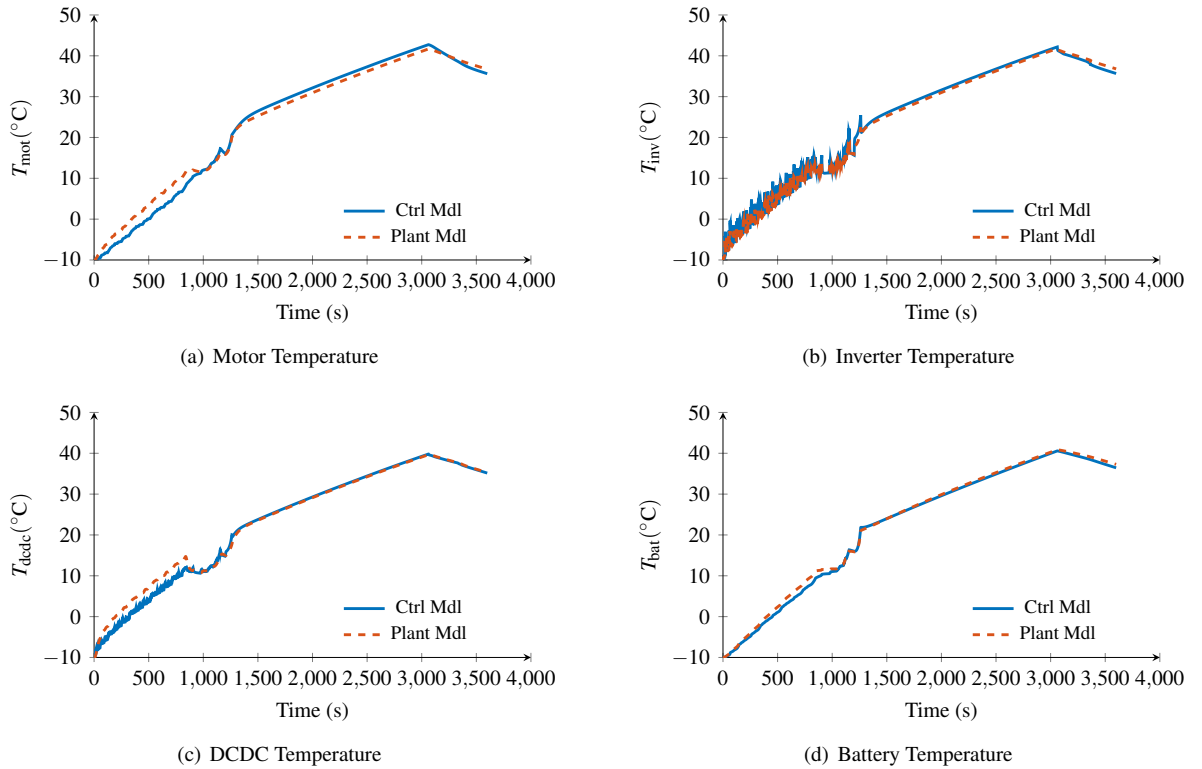 50
40
30
20
10
0
−10
T_mot(°C)
Ctrl Mdl
Plant Mdl
0 500 1,000 1,500 2,000 2,500 3,000 3,500 4,000
Time (s)
(a) Motor Temperature
50
40
30
20
10
0
−10
T_inv(°C)
Ctrl Mdl
Plant Mdl
0 500 1,000 1,500 2,000 2,500 3,000 3,500 4,000
Time (s)
(b) Inverter Temperature
50
40
30
20
10
0
−10
T_dcdc(°C)
Ctrl Mdl
Plant Mdl
0 500 1,000 1,500 2,000 2,500 3,000 3,500 4,000
Time (s)
(c) DCDC Temperature
50
40
30
20
10
0
−10
T_bat(°C)
Ctrl Mdl
Plant Mdl
0 500 1,000 1,500 2,000 2,500 3,000 3,500 4,000
Time (s)
(d) Battery Temperature